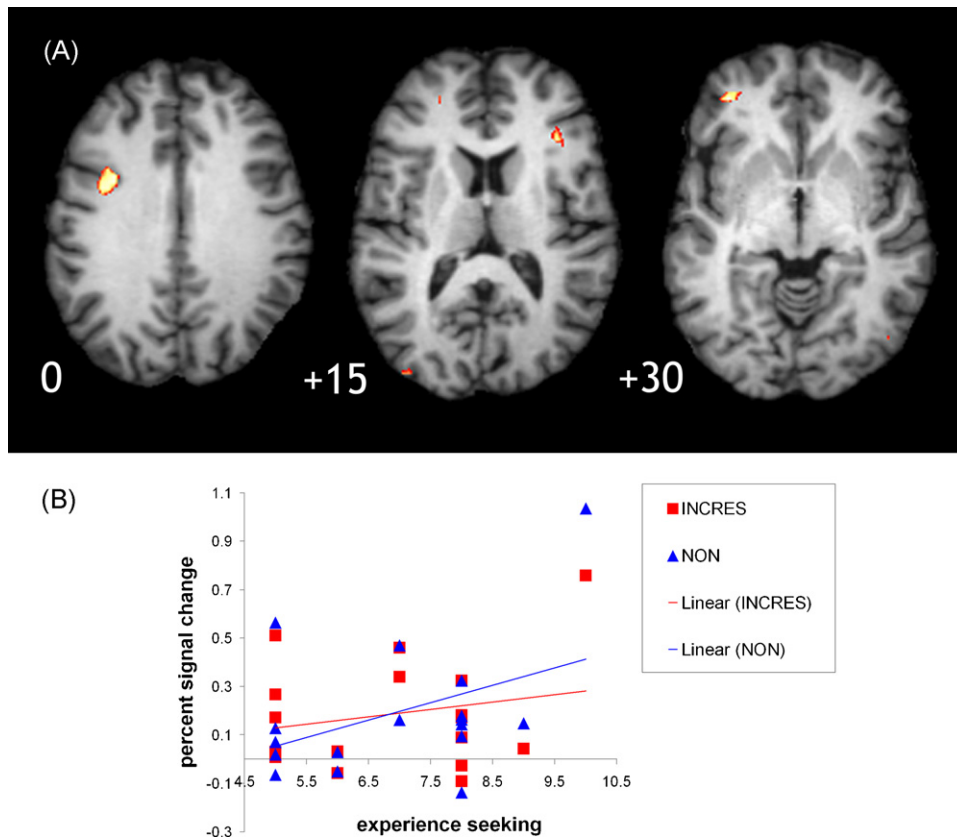 (A)
0
+15
+30
(B)
percent signal change
1.1
0.9
0.7
0.5
0.3
0.1
-0.1
-0.3
4.5
5.5
6.5
7.5
8.5
9.5
10.5
experience seeking
INCRES
NON
Linear (INCRES)
Linear (NON)